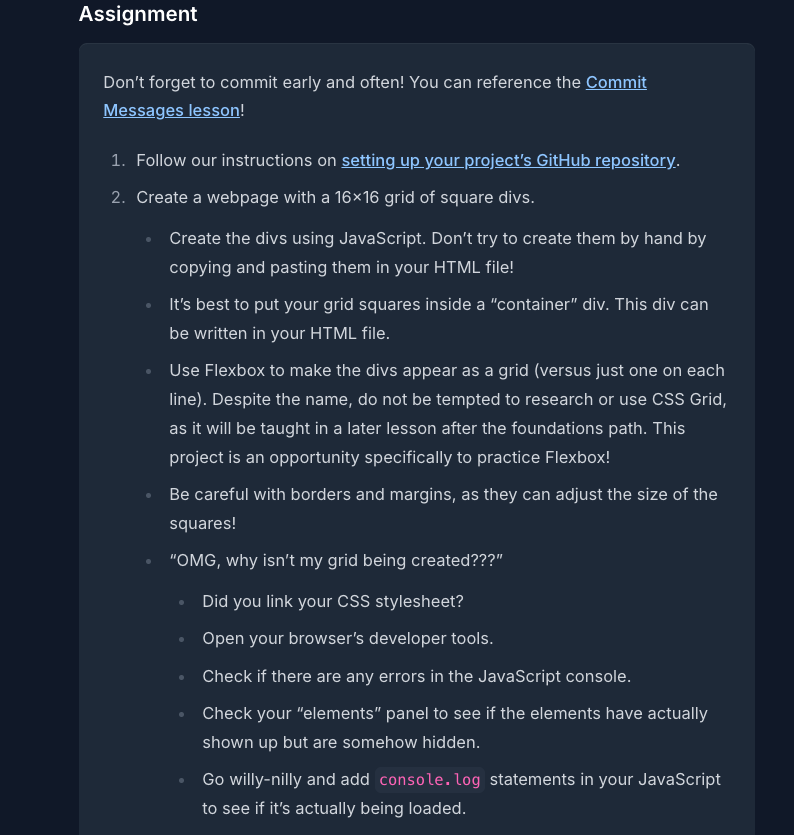 Assignment
Don’t forget to commit early and often! You can reference the Commit
Messages lesson!
1. Follow our instructions on setting up your project’s GitHub repository.
2. Create a webpage with a 16×16 grid of square divs.
• Create the divs using JavaScript. Don’t try to create them by hand by
copying and pasting them in your HTML file!
• It’s best to put your grid squares inside a “container” div. This div can
be written in your HTML file.
• Use Flexbox to make the divs appear as a grid (versus just one on each
line). Despite the name, do not be tempted to research or use CSS Grid,
as it will be taught in a later lesson after the foundations path. This
project is an opportunity specifically to practice Flexbox!
• Be careful with borders and margins, as they can adjust the size of the
squares!
• “OMG, why isn’t my grid being created???”
• Did you link your CSS stylesheet?
• Open your browser’s developer tools.
• Check if there are any errors in the JavaScript console.
• Check your “elements” panel to see if the elements have actually
shown up but are somehow hidden.
• Go willy-nilly and add console.log statements in your JavaScript
to see if it’s actually being loaded.